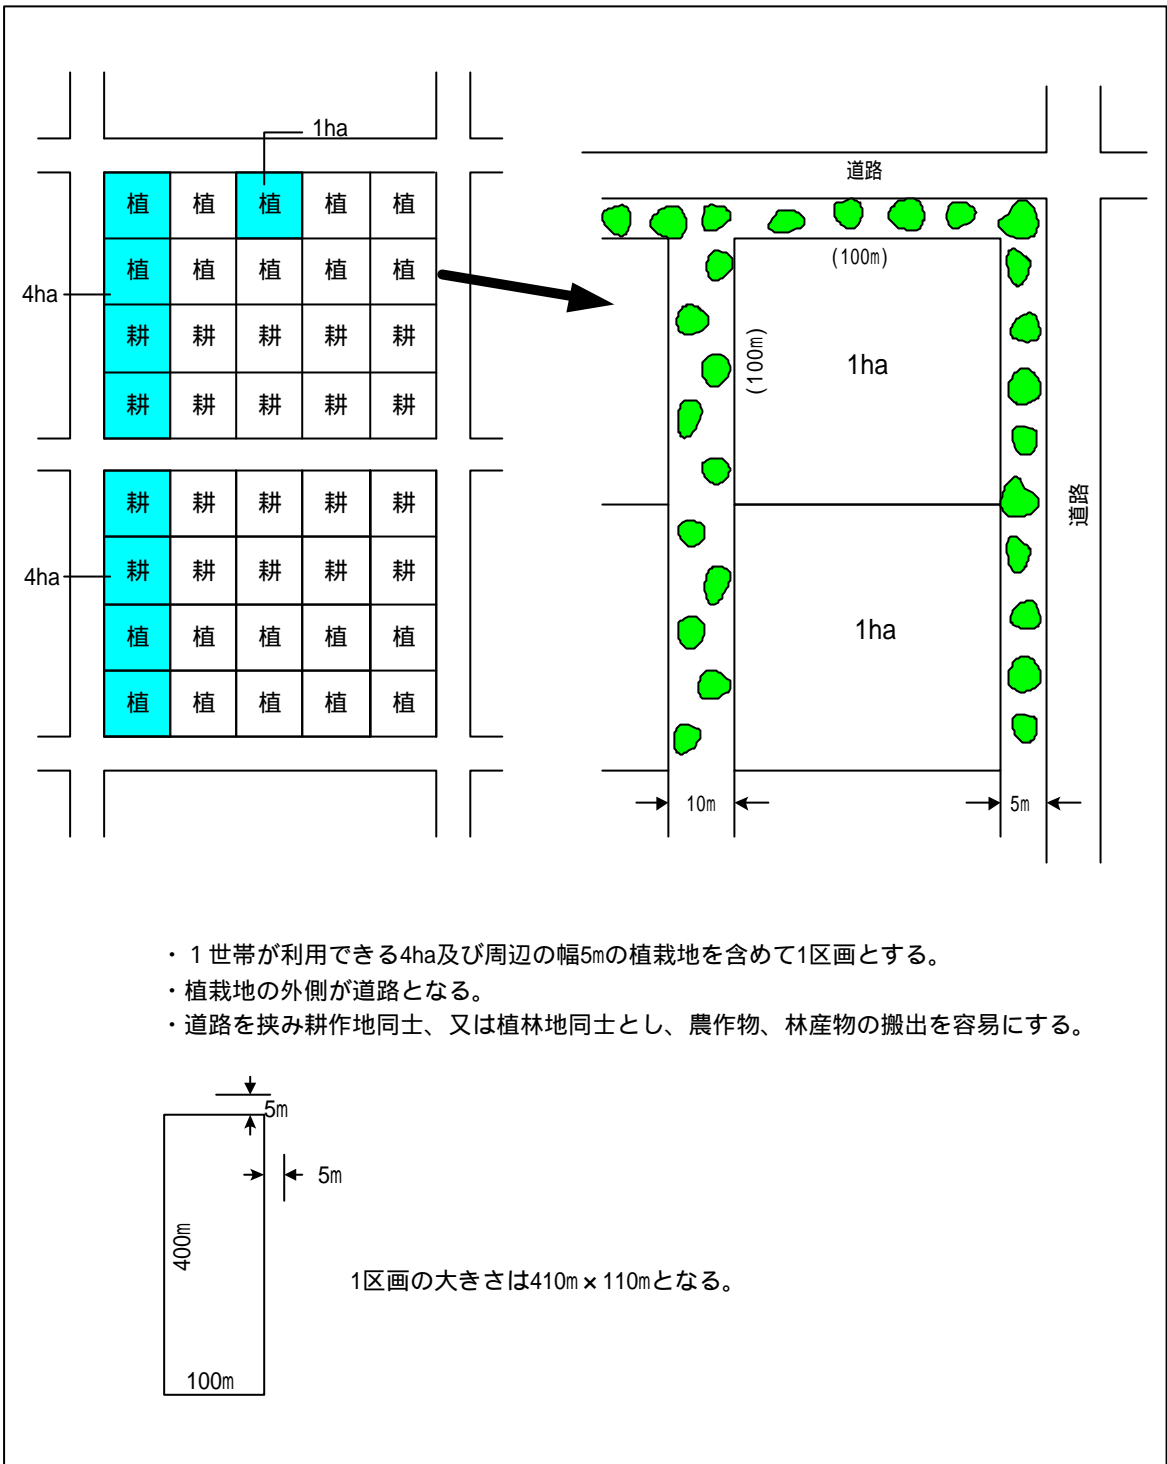 1ha
植 植 植 植 植
植 植 植 植 植
4ha
耕 耕 耕 耕 耕
耕 耕 耕 耕 耕
耕 耕 耕 耕 耕
耕 耕 耕 耕 耕
4ha
植 植 植 植 植
植 植 植 植 植
道路
(100m)
(100m)
1ha
道路
1ha
10m
5m
・１世帯が利用できる4ha及び周辺の幅5mの植栽地を含めて1区画とする。
・植栽地の外側が道路となる。
・道路を挟み耕作地同士、又は植林地同士とし、農作物、林産物の搬出を容易にする。
5m
5m
400m
1区画の大きさは410m×110mとなる。
100m